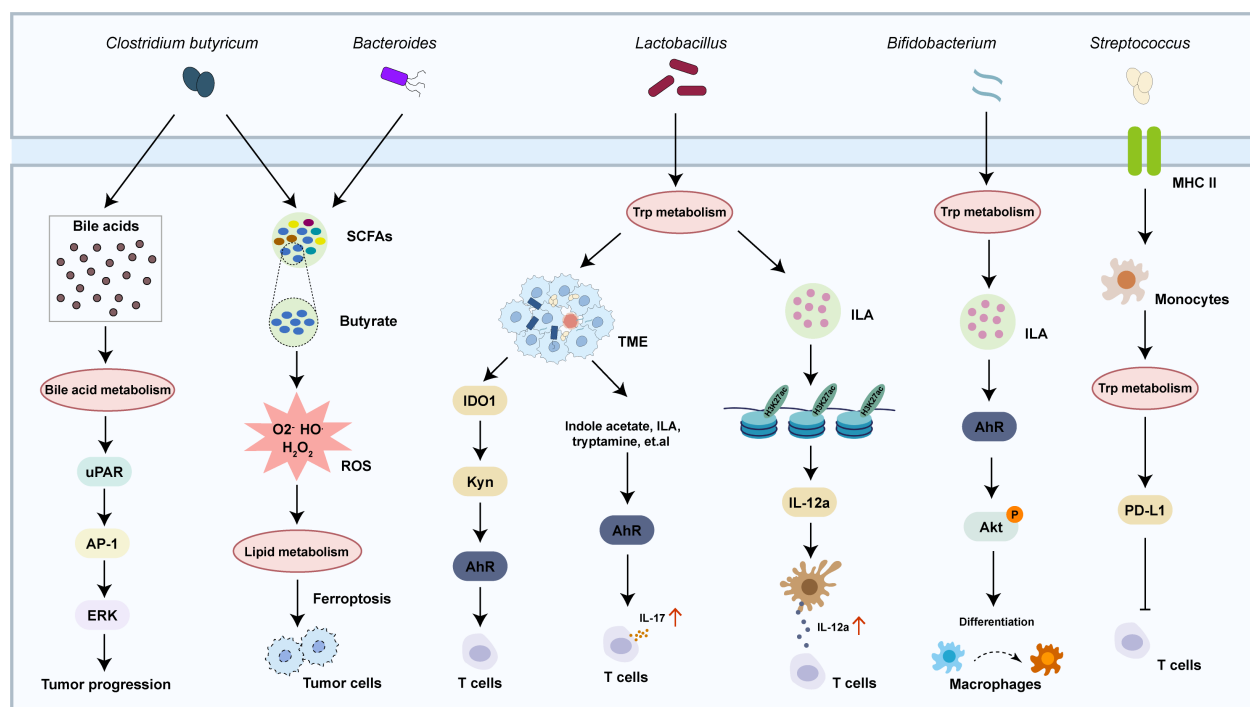 Clostridium butyricum
Bacteroides
Lactobacillus
Bifidobacterium
Streptococcus
MHC II
Bile acids
SCFAs
Butyrate
Bile acid metabolism
uPAR
AP-1
ERK
Tumor progression
O2- HO·
H2O2
ROS
Lipid metabolism
Ferroptosis
Tumor cells
Trp metabolism
TME
IDO1
Kyn
AhR
T cells
Indole acetate, ILA,
tryptamine, et.al
AhR
IL-17
T cells
ILA
H3K27ac
H3K27ac
H3K27ac
IL-12a
IL-12a
T cells
Trp metabolism
ILA
AhR
Akt
P
Differentiation
Macrophages
Monocytes
Trp metabolism
PD-L1
T cells